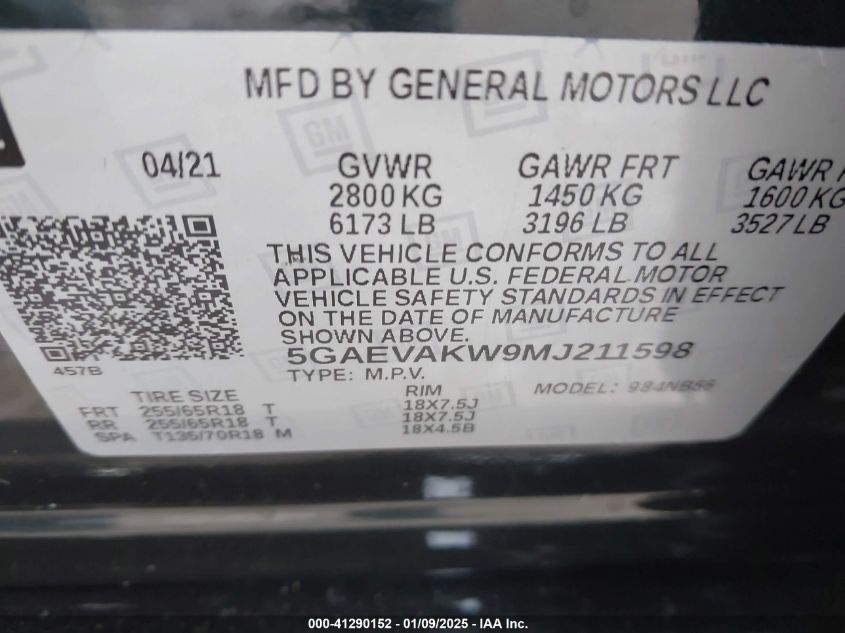 MFD BY GENERAL MOTORS LLC
04/21 GVWR GAWR FRT GAWR
2800 KG 1450 KG 1600 KG
6173 LB 3196 LB 3527 LB
THIS VEHICLE CONFORMS TO ALL
APPLICABLE U.S. FEDERAL MOTOR
VEHICLE SAFETY STANDARDS IN EFFECT
ON THE DATE OF MANUFACTURE
SHOWN ABOVE.
5GAEVAKW9MJ211598
457B
TYPE: M.P.V. MODEL: 984NB56
TIRE SIZE RIM
FRT 255/65R18 T 18X7.5J
RR 255/65R18 T 18X7.5J
SPA T135/70R18 M 18X4.5B
GM
000-41290152 - 01/09/2025 - IAA Inc.